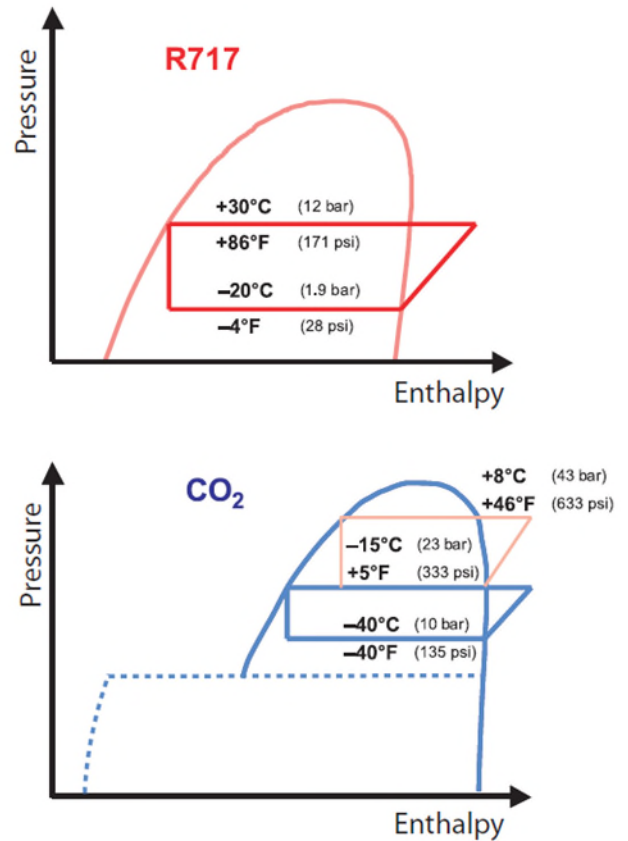 Pressure
R717
+30°C (12 bar)
+86°F (171 psi)
–20°C (1.9 bar)
–4°F (28 psi)
Enthalpy
Pressure
CO₂
+8°C (43 bar)
+46°F (633 psi)
–15°C (23 bar)
+5°F (333 psi)
–40°C (10 bar)
–40°F (135 psi)
Enthalpy